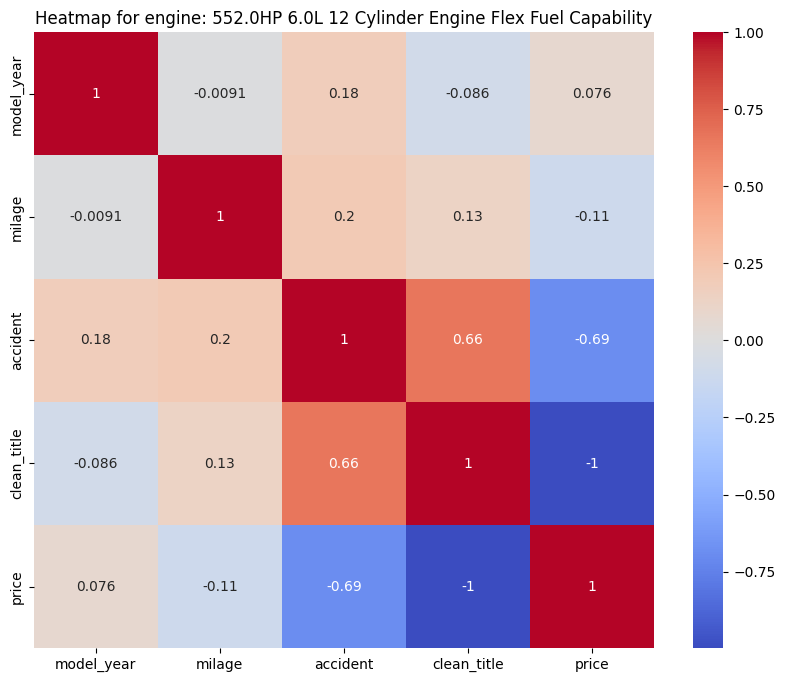 Heatmap for engine: 552.0HP 6.0L 12 Cylinder Engine Flex Fuel Capability
model_year 1 -0.0091 0.18 -0.086 0.076
milage -0.0091 1 0.2 0.13 -0.11
accident 0.18 0.2 1 0.66 -0.69
clean_title -0.086 0.13 0.66 1 -1
price 0.076 -0.11 -0.69 -1 1
model_year milage accident clean_title price
1.00
0.75
0.50
0.25
0.00
−0.25
−0.50
−0.75